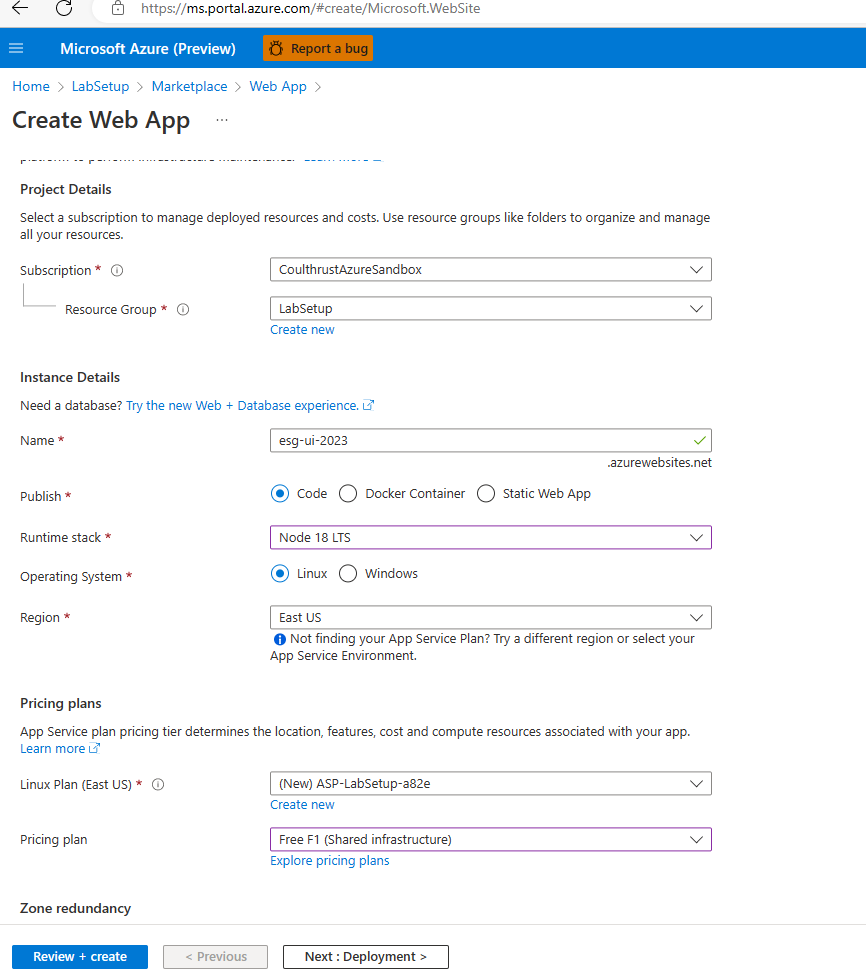 https://ms.portal.azure.com/#create/Microsoft.WebSite
Microsoft Azure (Preview) Report a bug
Home > LabSetup > Marketplace > Web App >
Create Web App ...
platform to perform infrastructure maintenance. Learn more
Project Details
Select a subscription to manage deployed resources and costs. Use resource groups like folders to organize and manage
all your resources.
Subscription * CoulthrustAzureSandbox
Resource Group * LabSetup
Create new
Instance Details
Need a database? Try the new Web + Database experience.
Name * esg-ui-2023
.azurewebsites.net
Publish * Code Docker Container Static Web App
Runtime stack * Node 18 LTS
Operating System * Linux Windows
Region * East US
Not finding your App Service Plan? Try a different region or select your
App Service Environment.
Pricing plans
App Service plan pricing tier determines the location, features, cost and compute resources associated with your app.
Learn more
Linux Plan (East US) * (New) ASP-LabSetup-a82e
Create new
Pricing plan Free F1 (Shared infrastructure)
Explore pricing plans
Zone redundancy
Review + create < Previous Next : Deployment >